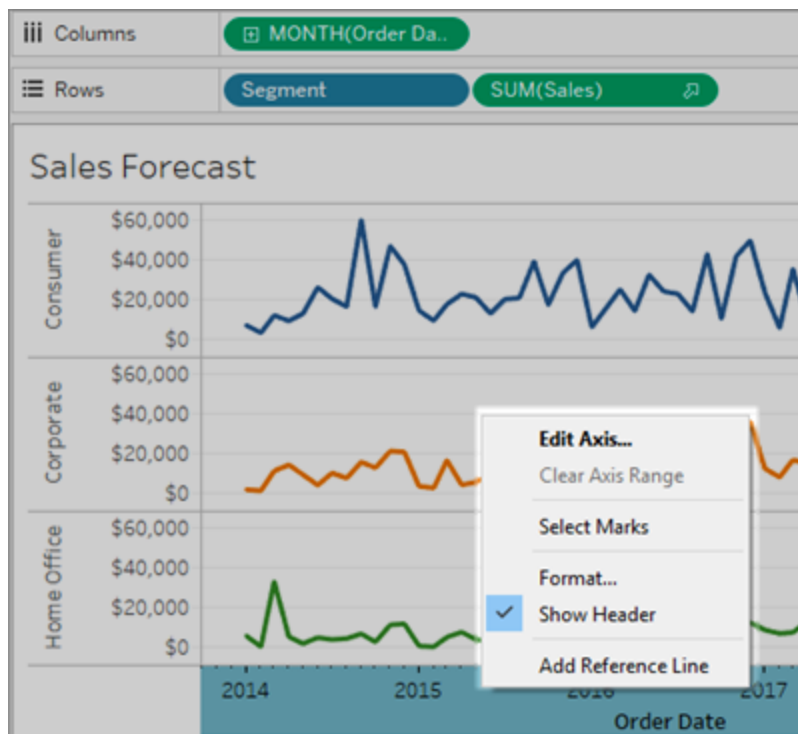 Columns
MONTH(Order Da..
Rows
Segment
SUM(Sales)
Sales Forecast
Consumer
$60,000
$40,000
$20,000
$0
Corporate
$60,000
$40,000
$20,000
$0
Home Office
$60,000
$40,000
$20,000
$0
Edit Axis...
Clear Axis Range
Select Marks
Format...
Show Header
Add Reference Line
2014
2015
2016
2017
Order Date